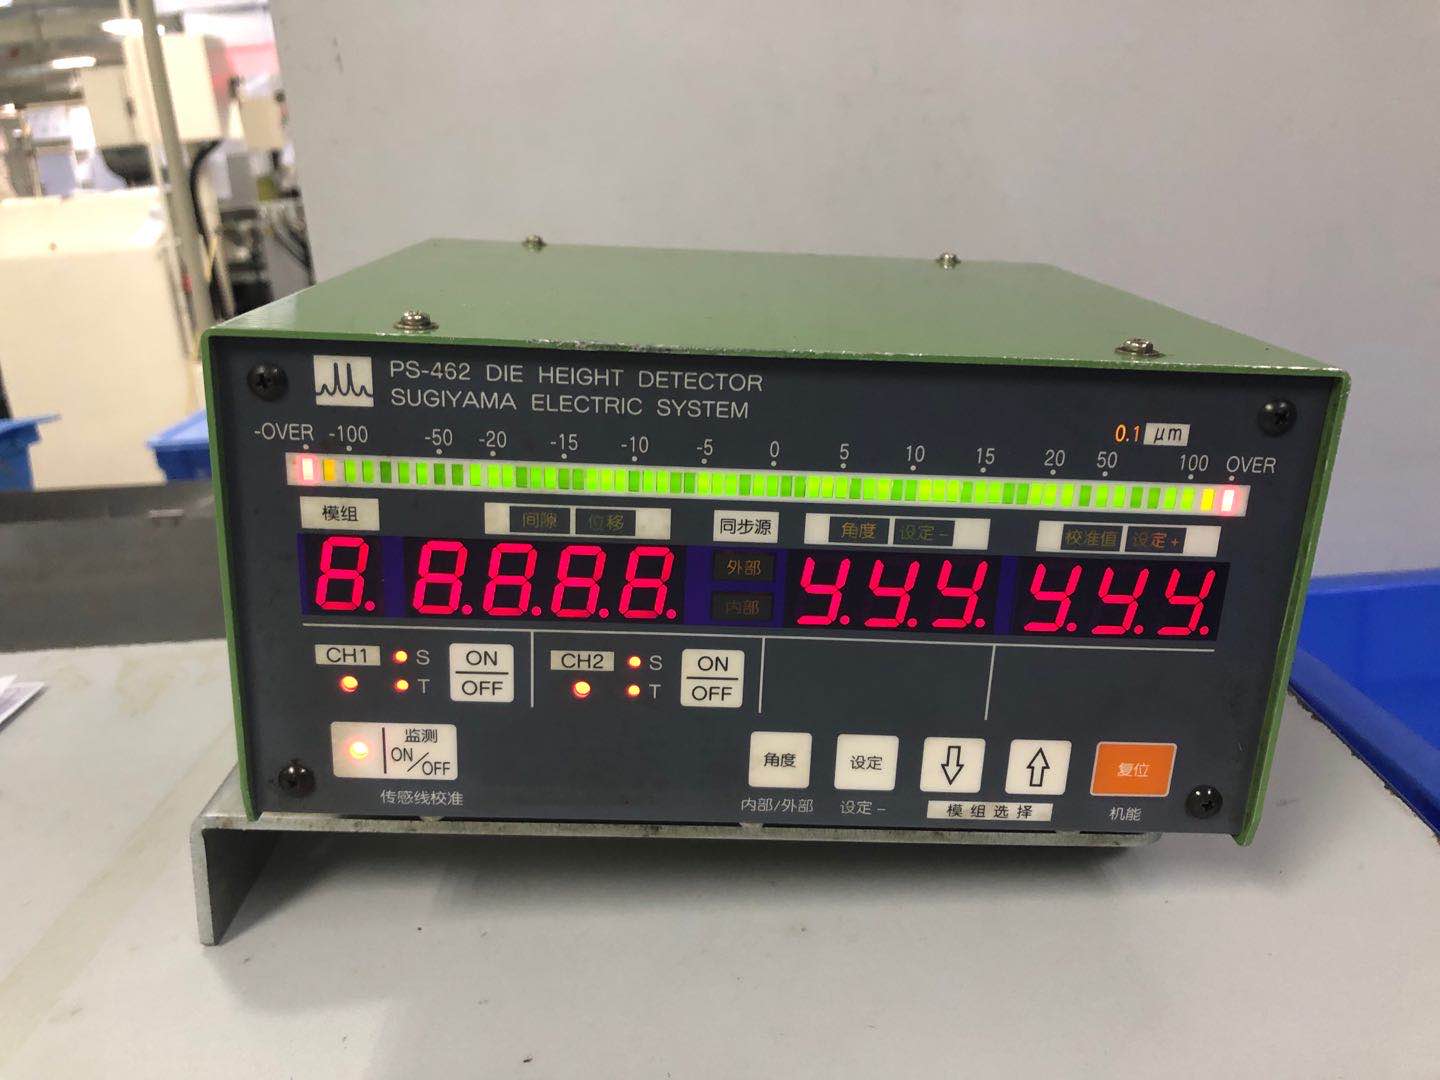 PS-462 DIE HEIGHT DETECTOR
SUGIYAMA ELECTRIC SYSTEM
0.1 μm
-OVER -100 -50 -20 -15 -10 -5 0 5 10 15 20 50 100 OVER
模组 间隙 位移 同步源 角度 设定- 校准值 设定+
8. 8.8.8.8. 外部 y.y.y. y.y.y.
内部
CH1 S T ON OFF CH2 S T ON OFF
监测 ON/OFF 角度 设定 复位
传感线校准 内部/外部 设定- 模组选择 机能